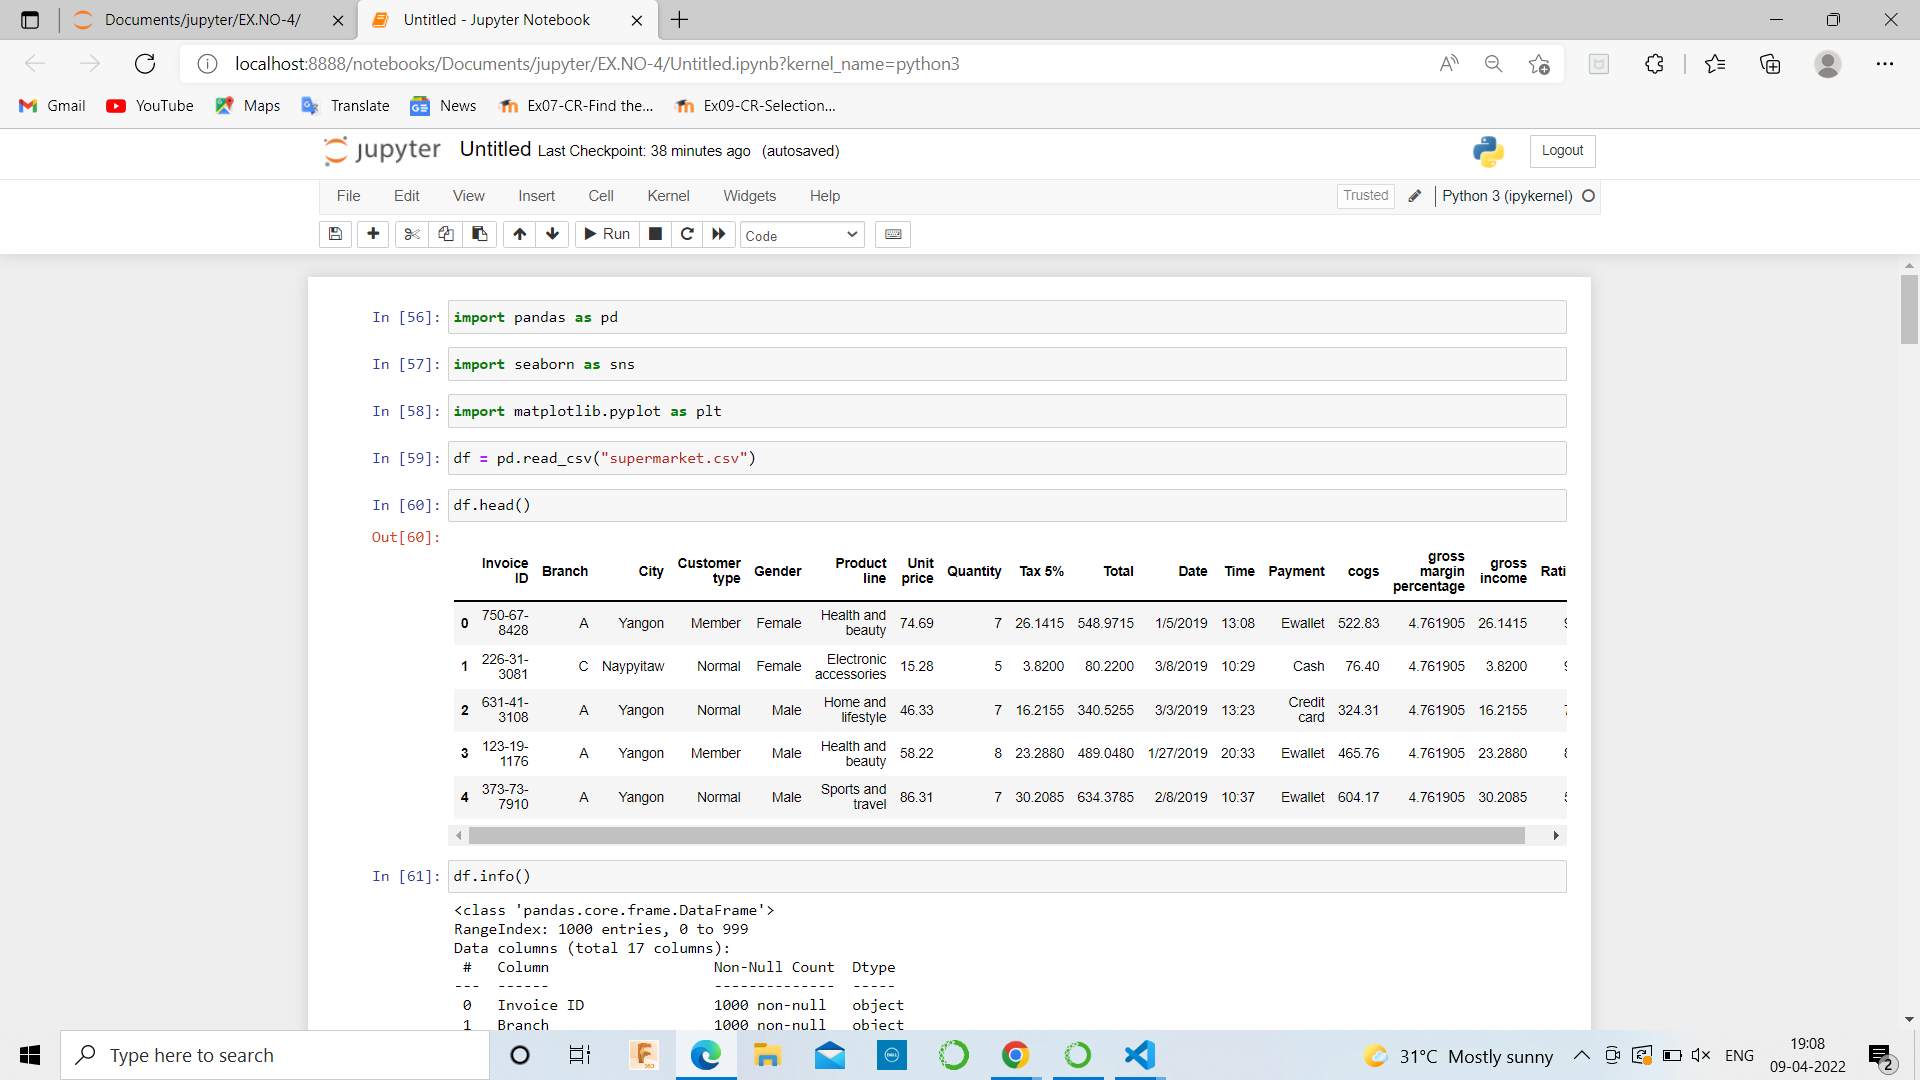 Documents/jupyter/EX.NO-4/
Untitled - Jupyter Notebook
localhost:8888/notebooks/Documents/jupyter/EX.NO-4/Untitled.ipynb?kernel_name=python3
Gmail YouTube Maps Translate News Ex07-CR-Find the... Ex09-CR-Selection...
jupyter Untitled Last Checkpoint: 38 minutes ago (autosaved) Logout
File Edit View Insert Cell Kernel Widgets Help Trusted Python 3 (ipykernel)
Run Code
In [56]: import pandas as pd
In [57]: import seaborn as sns
In [58]: import matplotlib.pyplot as plt
In [59]: df = pd.read_csv("supermarket.csv")
In [60]: df.head()
Out[60]:
Invoice ID Branch City Customer type Gender Product line Unit price Quantity Tax 5% Total Date Time Payment cogs gross margin percentage gross income Rati
0 750-67-8428 A Yangon Member Female Health and beauty 74.69 7 26.1415 548.9715 1/5/2019 13:08 Ewallet 522.83 4.761905 26.1415
1 226-31-3081 C Naypyitaw Normal Female Electronic accessories 15.28 5 3.8200 80.2200 3/8/2019 10:29 Cash 76.40 4.761905 3.8200
2 631-41-3108 A Yangon Normal Male Home and lifestyle 46.33 7 16.2155 340.5255 3/3/2019 13:23 Credit card 324.31 4.761905 16.2155
3 123-19-1176 A Yangon Member Male Health and beauty 58.22 8 23.2880 489.0480 1/27/2019 20:33 Ewallet 465.76 4.761905 23.2880
4 373-73-7910 A Yangon Normal Male Sports and travel 86.31 7 30.2085 634.3785 2/8/2019 10:37 Ewallet 604.17 4.761905 30.2085
In [61]: df.info()
<class 'pandas.core.frame.DataFrame'>
RangeIndex: 1000 entries, 0 to 999
Data columns (total 17 columns):
# Column Non-Null Count Dtype
--- ------ -------------- -----
0 Invoice ID 1000 non-null object
1 Branch 1000 non-null object
Type here to search
31°C Mostly sunny
ENG
19:08
09-04-2022
2